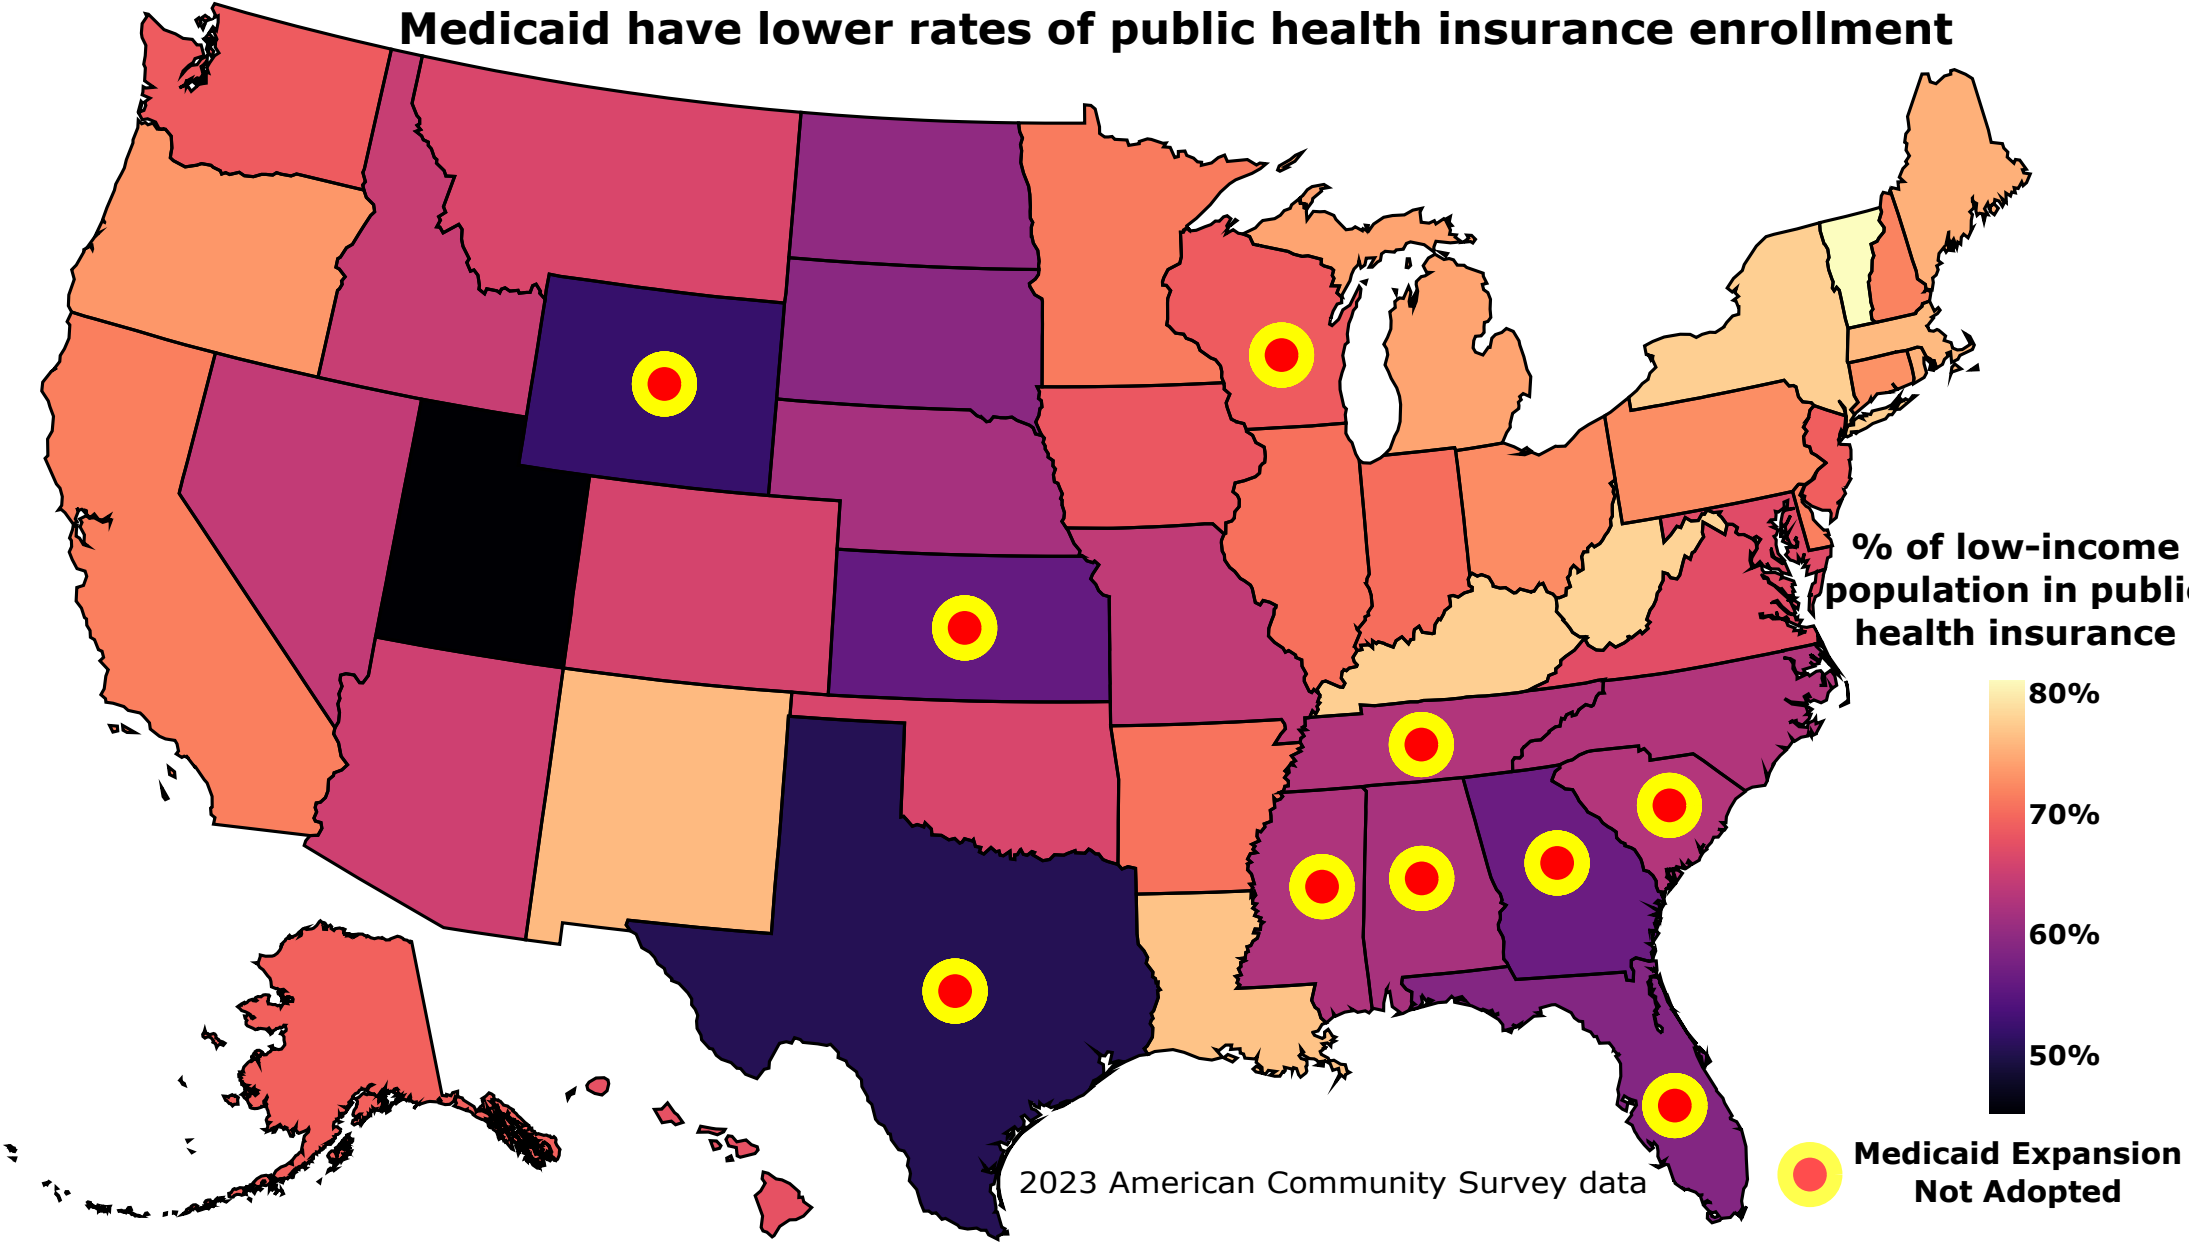 Medicaid have lower rates of public health insurance enrollment
% of low-income
population in publi
health insurance
80%
70%
60%
50%
Medicaid Expansion
Not Adopted
2023 American Community Survey data